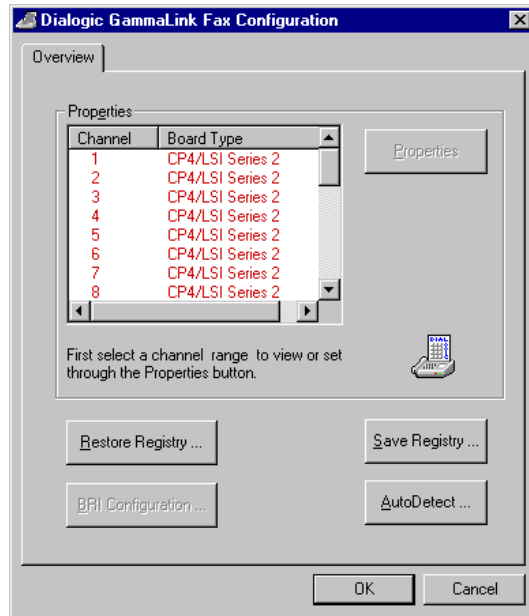 Dialogic GammaLink Fax Configuration
Overview
Properties
Channel Board Type
1 CP4/LSI Series 2
2 CP4/LSI Series 2
3 CP4/LSI Series 2
4 CP4/LSI Series 2
5 CP4/LSI Series 2
6 CP4/LSI Series 2
7 CP4/LSI Series 2
8 CP4/LSI Series 2
Properties
First select a channel range to view or set
through the Properties button.
DIAL
Restore Registry ...
Save Registry ...
BRI Configuration ...
AutoDetect ...
OK
Cancel